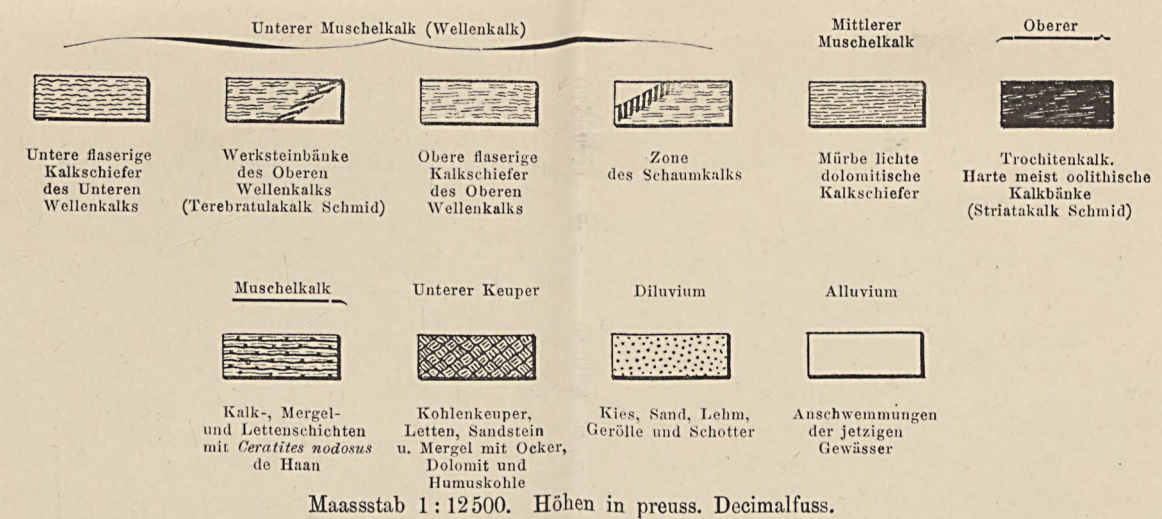 Unterer Muschelkalk (Wellenkalk)
Mittlerer
Muschelkalk
Oberer
Untere flaserige
Kalkschiefer
des Unteren
Wellenkalks
Werksteinbänke
des Oberen
Wellenkalks
(Terebratulakalk Schmid)
Obere flaserige
Kalkschiefer
des Oberen
Wellenkalks
Zone
des Schaumkalks
Mürbe lichte
dolomitische
Kalkschiefer
Trochitenkalk.
Harte meist oolithische
Kalkbänke
(Striatakalk Schmid)
Muschelkalk
Unterer Keuper
Diluvium
Alluvium
Kalk-, Mergel-
und Lettenschichten
mit Ceratites nodosus
de Haan
Kohlenkeuper,
Letten, Sandstein
u. Mergel mit Ocker,
Dolomit und
Humuskohle
Kies, Sand, Lehm,
Gerölle und Schotter
Anschwemmungen
der jetzigen
Gewässer
Maassstab 1 : 12 500. Höhen in preuss. Decimalfuss.